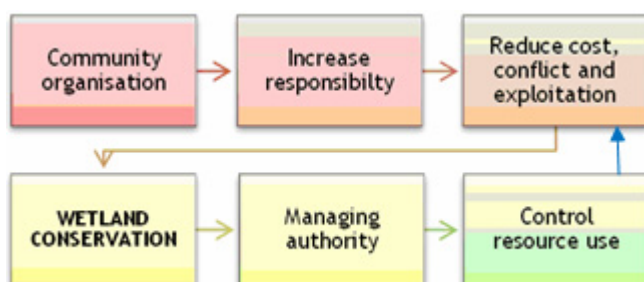 Community
organisation
Increase
responsibilty
Reduce cost,
conflict and
exploitation
WETLAND
CONSERVATION
Managing
authority
Control
resource use